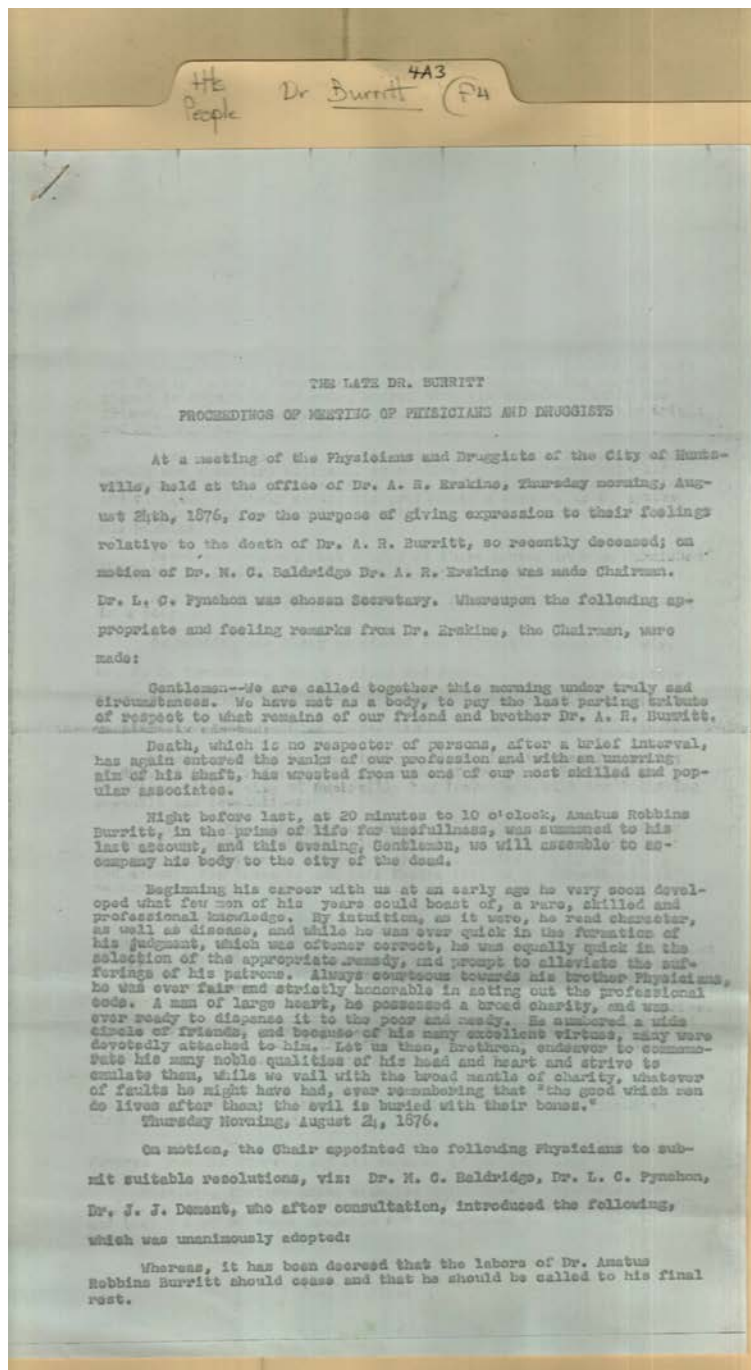 4A3
The
People
Dr Burritt
P4
1.
THE LATE DR. BURRITT
PROCEEDINGS OF MEETING OF PHYSICIANS AND DRUGGISTS
At a meeting of the Physicians and Druggists of the City of Hunts-
ville, held at the office of Dr. A. R. Erskine, Thursday morning, Aug-
ust 24th, 1876, for the purpose of giving expression to their feelings
relative to the death of Dr. A. R. Burritt, so recently deceased; on
motion of Dr. M. C. Baldridge Dr. A. R. Erskine was made Chairman.
Dr. L. C. Pynchon was chosen Secretary. Whereupon the following ap-
propriate and feeling remarks from Dr. Erskine, the Chairman, were
made:
Gentlemen--We are called together this morning under truly sad
circumstances. We have met as a body, to pay the last parting tribute
of respect to what remains of our friend and brother Dr. A. R. Burritt.
Death, which is no respector of persons, after a brief interval,
has again entered the ranks of our profession and with an unerring
aim of his shaft, has wrested from us one of our most skilled and pop-
ular associates.
Night before last, at 20 minutes to 10 o'clock, Amatus Robbins
Burritt, in the prime of life for usefullness, was summoned to his
last account, and this evening, Gentlemen, we will assemble to ac-
company his body to the city of the dead.
Beginning his career with us at an early age he very soon devel-
oped what few men of his years could boast of, a rare, skilled and
professional knowledge. By intuition, as it were, he read character,
as well as disease, and while he was ever quick in the formation of
his judgment, which was oftener correct, he was equally quick in the
selection of the appropriate remedy, and prompt to alleviate the suf-
ferings of his patrons. Always courteous towards his brother Physicians,
he was ever fair and strictly honorable in acting out the professional
code. A man of large heart, he possessed a broad charity, and was
ever ready to dispense it to the poor and needy. He numbered a wide
circle of friends, and because of his many excellent virtues, many were
devotedly attached to him. Let us then, Brethren, endeavor to commemo-
rate his many noble qualities of his head and heart and strive to
emulate them, while we vail with the broad mantle of charity, whatever
of faults he might have had, ever remembering that "the good which men
do lives after them; the evil is buried with their bones."
Thursday Morning, August 24, 1876.
On motion, the Chair appointed the following Physicians to sub-
mit suitable resolutions, viz: Dr. M. C. Baldridge, Dr. L. C. Pynchon,
Dr. J. J. Dement, who after consultation, introduced the following,
which was unanimously adopted:
Whereas, it has been decreed that the labors of Dr. Amatus
Robbins Burritt should cease and that he should be called to his final
rest.